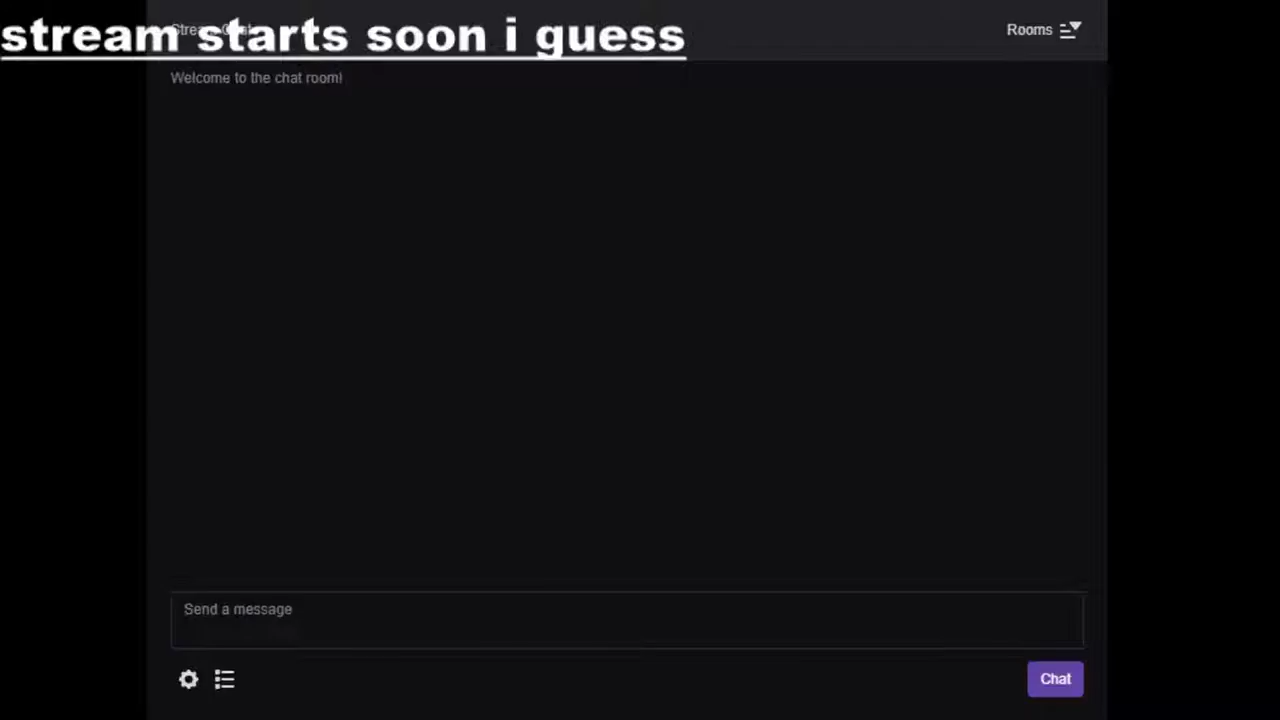 stream starts soon i guess
Rooms
Welcome to the chat room!
Send a message
Chat